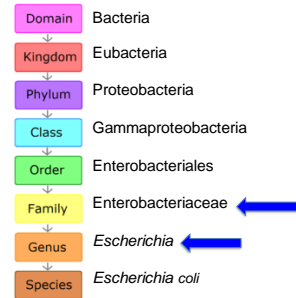 Domain Bacteria
Kingdom Eubacteria
Phylum Proteobacteria
Class Gammaproteobacteria
Order Enterobacteriales
Family Enterobacteriaceae
Genus Escherichia
Species Escherichia coli